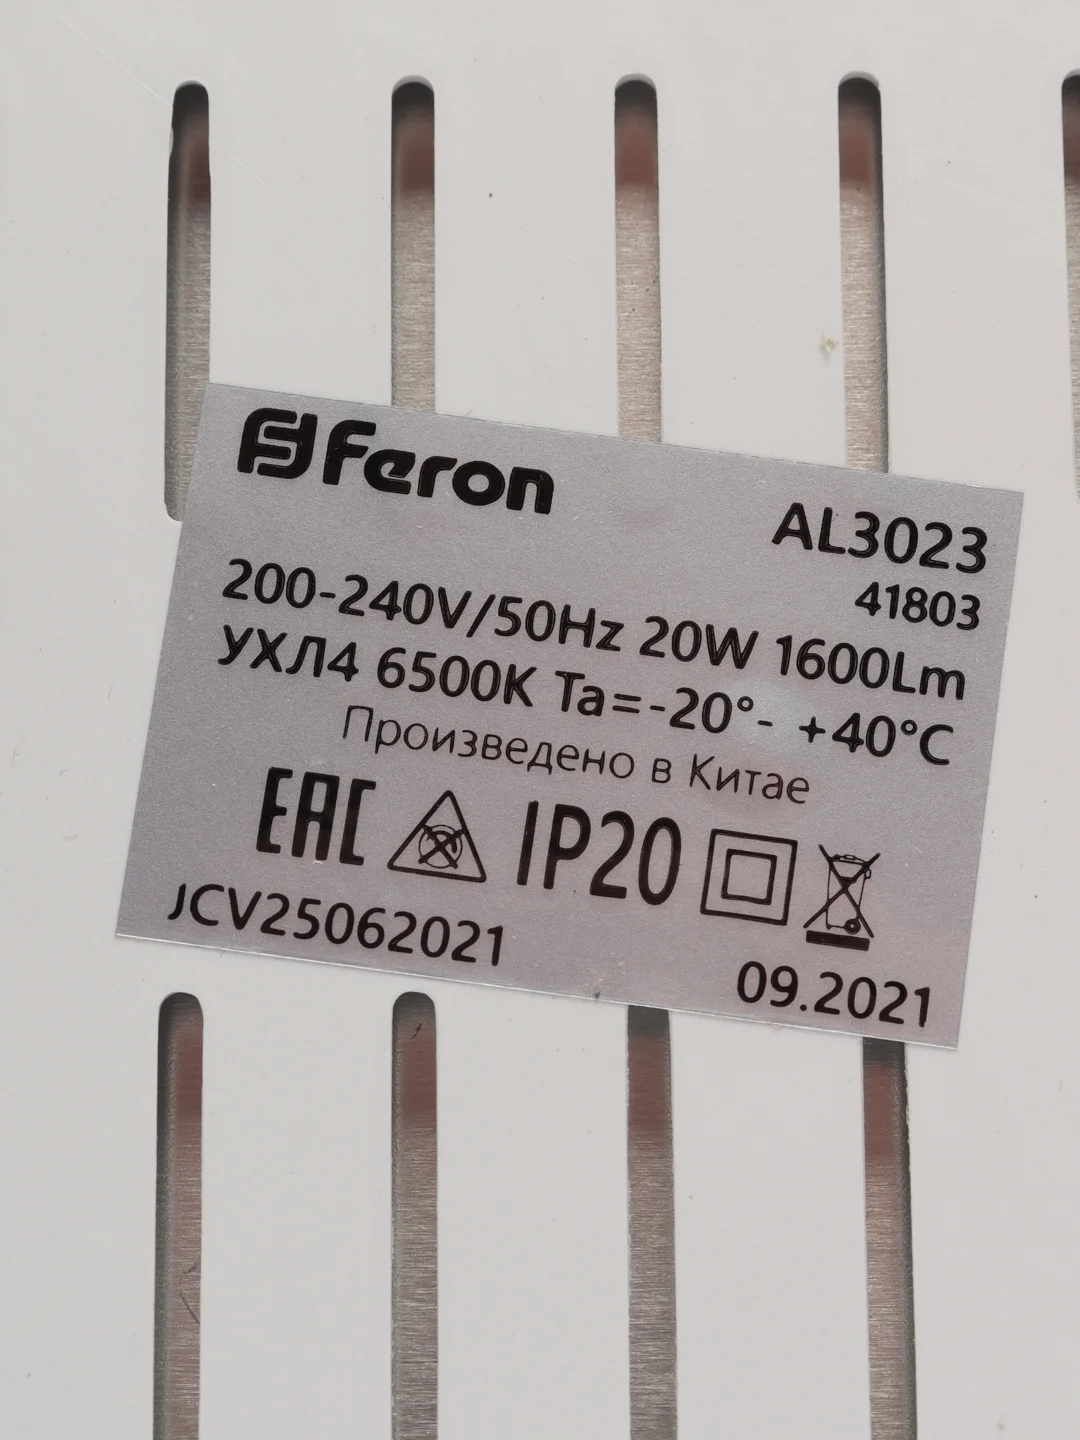 feron
AL3023
41803
200-240V/50Hz 20W 1600Lm
УХЛ4 6500K Ta=-20°- +40°C
Произведено в Китае
EAC IP20
JCV25062021
09.2021